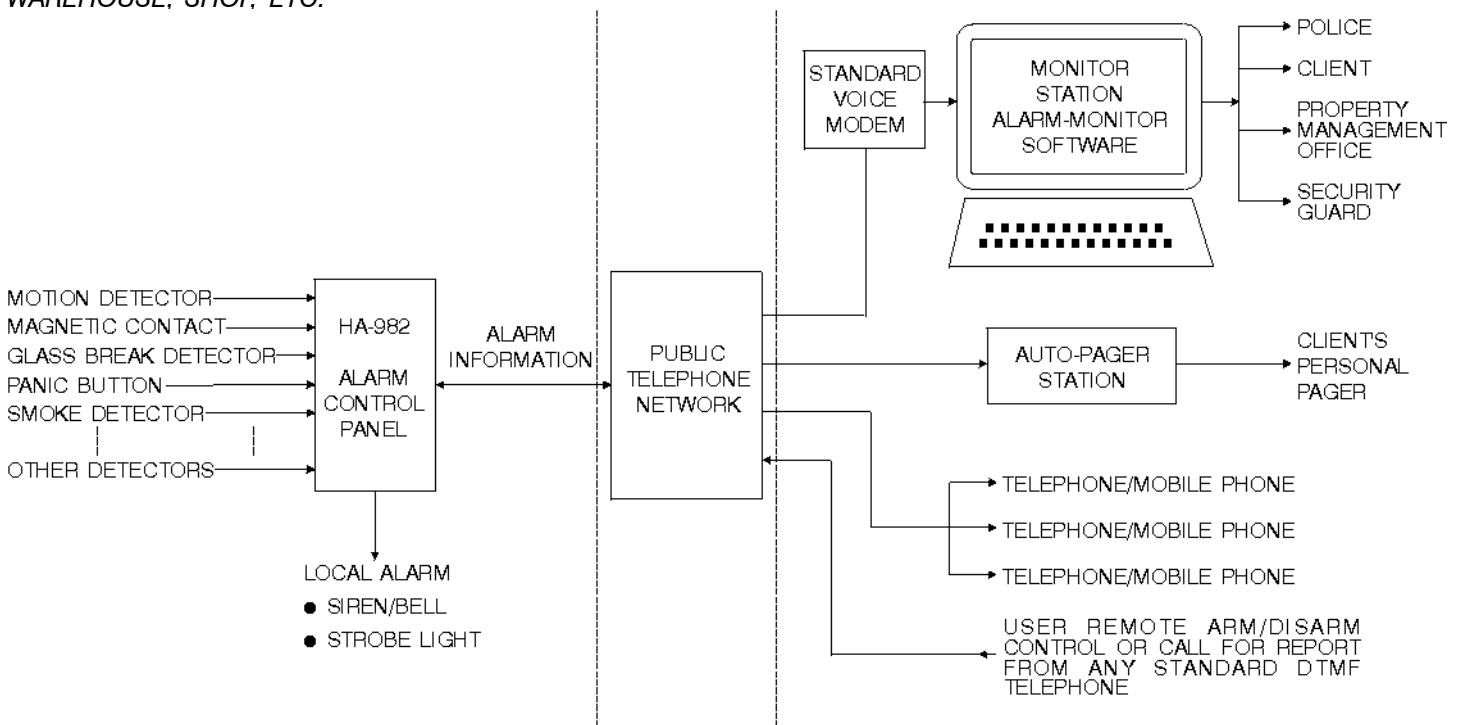 WAREHOUSE, SHOP, ETC.
MOTION DETECTOR
MAGNETIC CONTACT
GLASS BREAK DETECTOR
PANIC BUTTON
SMOKE DETECTOR
OTHER DETECTORS
HA-982
ALARM
CONTROL
PANEL
LOCAL ALARM
● SIREN/BELL
● STROBE LIGHT
ALARM
INFORMATION
PUBLIC
TELEPHONE
NETWORK
STANDARD
VOICE
MODEM
MONITOR
STATION
ALARM-MONITOR
SOFTWARE
POLICE
CLIENT
PROPERTY
MANAGEMENT
OFFICE
SECURITY
GUARD
AUTO-PAGER
STATION
CLIENT'S
PERSONAL
PAGER
TELEPHONE/MOBILE PHONE
TELEPHONE/MOBILE PHONE
TELEPHONE/MOBILE PHONE
USER REMOTE ARM/DISARM
CONTROL OR CALL FOR REPORT
FROM ANY STANDARD DTMF
TELEPHONE